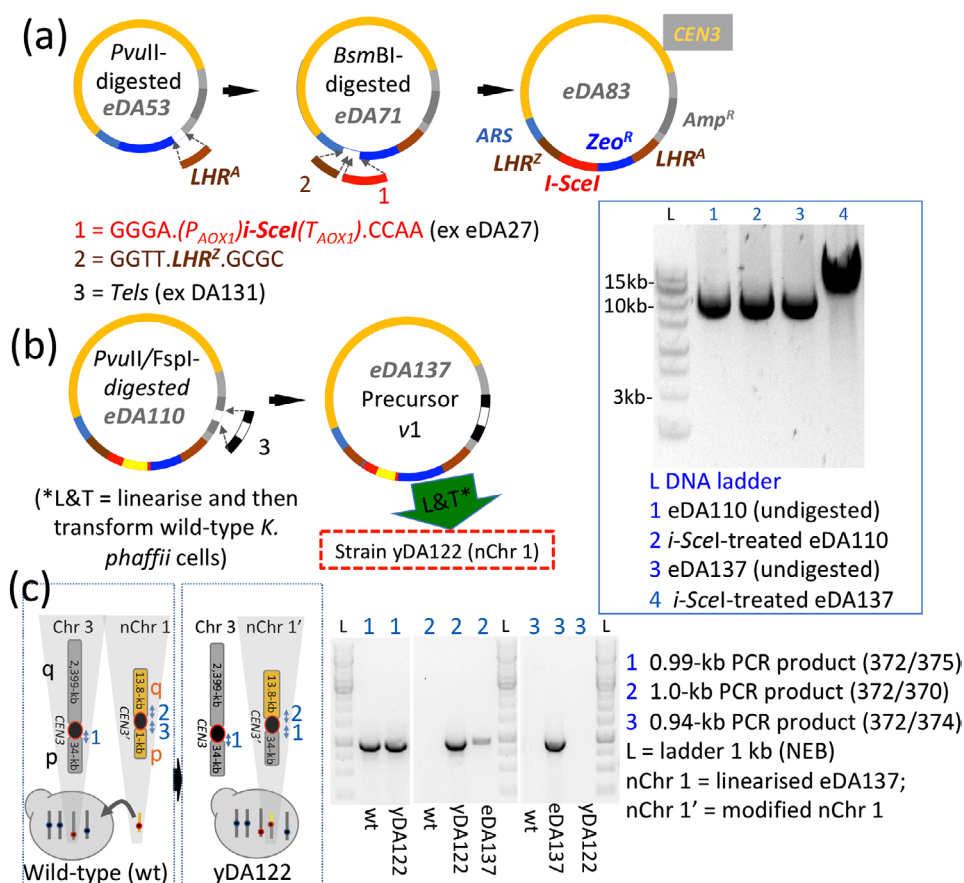 (a)
PvuII-
digested
eDA53
LHR^A
BsmBI-
digested
eDA71
2
1
CEN3
eDA83
Amp^R
ARS
Zeo^R
LHR^Z
LHR^A
I-SceI
1 = GGGA.(P_AOX1)i-SceI(T_AOX1).CCAA (ex eDA27)
2 = GGTT.LHR^Z.GCGC
3 = Tels (ex DA131)
(b)
PvuII/FspI-
digested
eDA110
3
eDA137
Precursor
v1
(*L&T = linearise and then
transform wild-type K.
phaffii cells)
L&T*
Strain yDA122 (nChr 1)
L 1 2 3 4
15kb-
10kb-
3kb-
L DNA ladder
1 eDA110 (undigested)
2 i-SceI-treated eDA110
3 eDA137 (undigested)
4 i-SceI-treated eDA137
(c)
Chr 3 nChr 1
q
2,399-kb
CEN3
34-kb
1
p
13.8-kb
q
CEN3'
2
3
1-kb
p
Wild-type (wt)
Chr 3 nChr 1'
2,399-kb
CEN3
34-kb
1
13.8-kb
CEN3'
2
1
34-kb
yDA122
L 1 1 2 2 2 L 3 3 3 L
wt
yDA122
wt
yDA122
eDA137
wt
eDA137
yDA122
1 0.99-kb PCR product (372/375)
2 1.0-kb PCR product (372/370)
3 0.94-kb PCR product (372/374)
L = ladder 1 kb (NEB)
nChr 1 = linearised eDA137;
nChr 1' = modified nChr 1